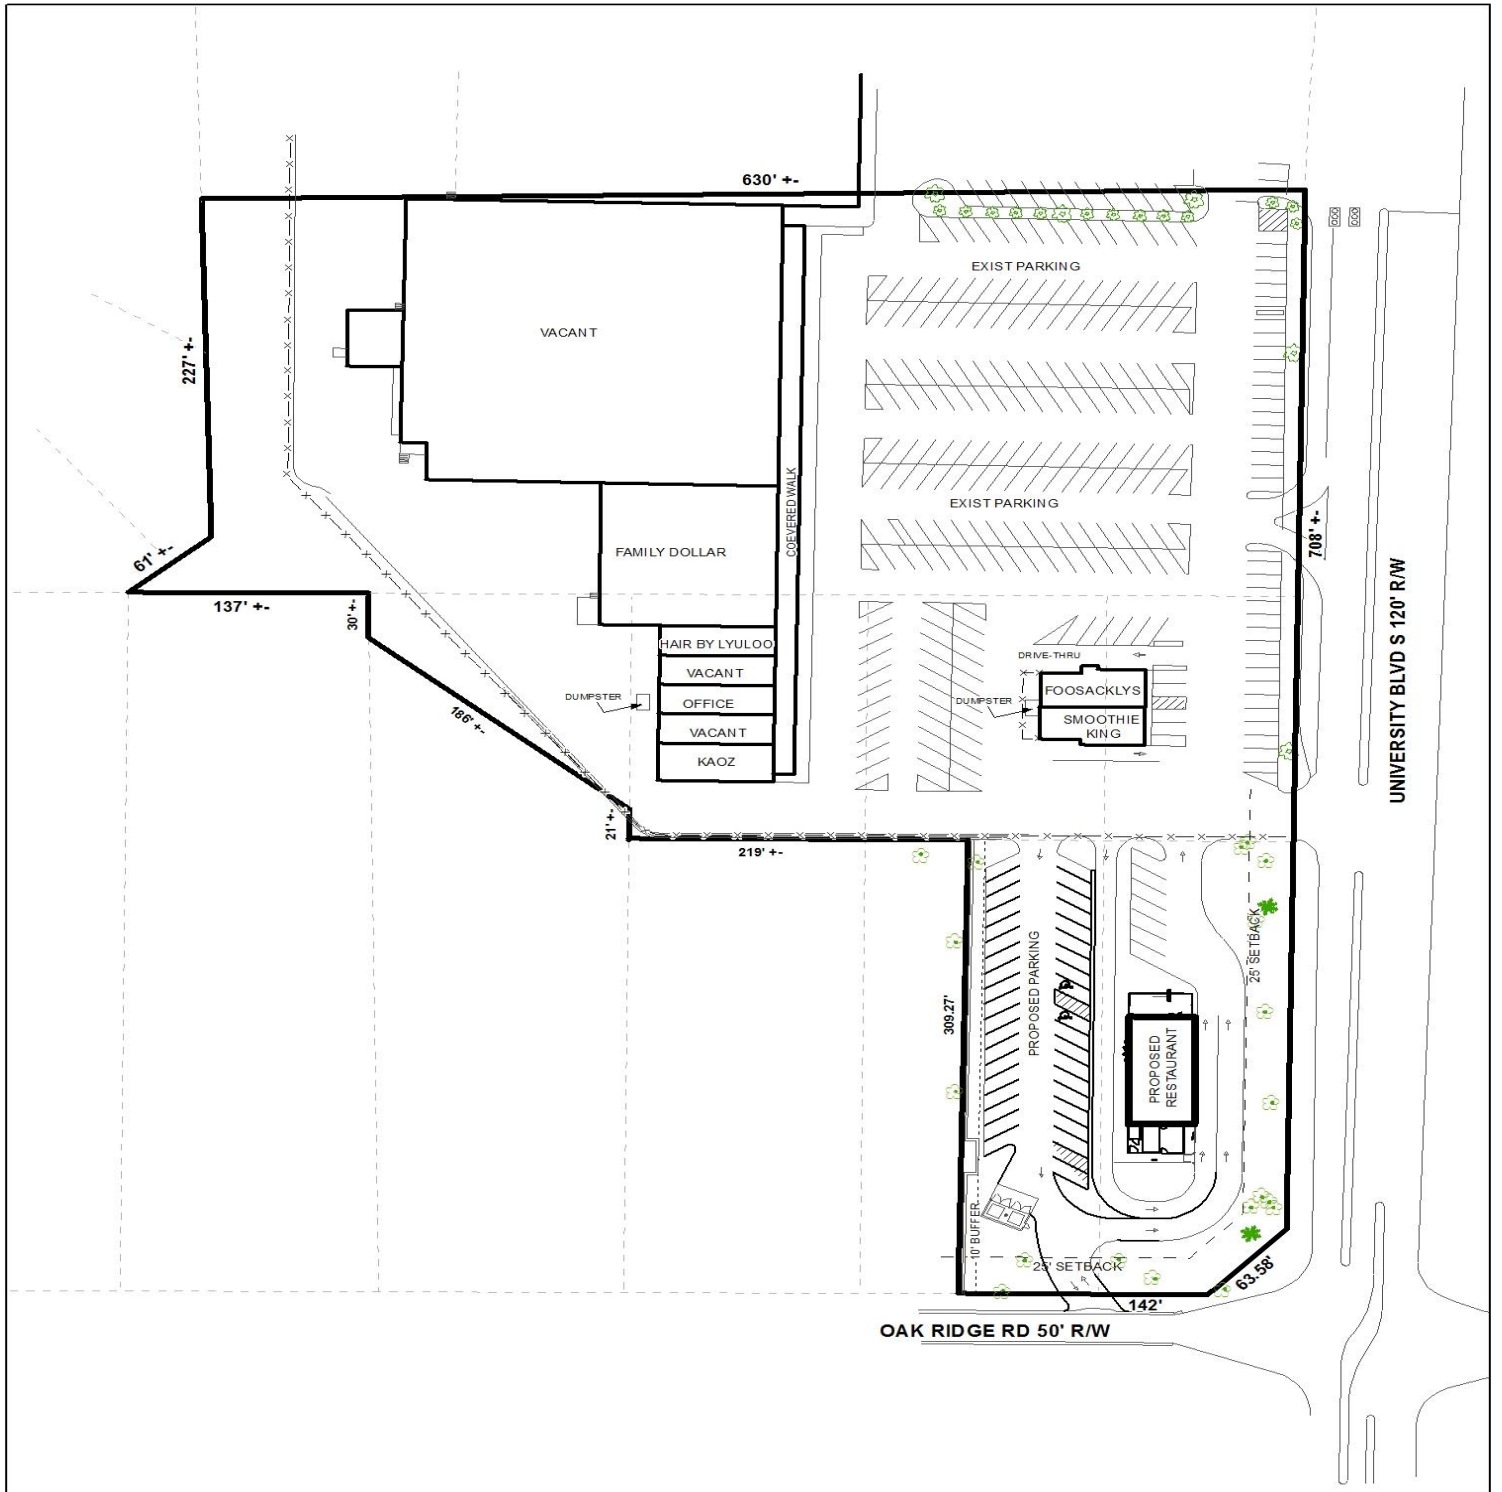 630' +-
EXIST PARKING
VACANT
227' +-
COEVERED WALK
EXIST PARKING
708' +-
FAMILY DOLLAR
61' +-
137' +-
30' +-
UNIVERSITY BLVD S 120' R/W
HAIR BY LYULOO
DRIVE-THRU
VACANT
FOOSACKLYS
DUMPSTER
OFFICE
DUMPSTER
SMOOTHIE
KING
186' +-
VACANT
KAOZ
21' +-
219' +-
25' SETBACK
PROPOSED PARKING
309.27'
PROPOSED
RESTAURANT
10' BUFFER
25' SETBACK
63.58'
142'
OAK RIDGE RD 50' R/W